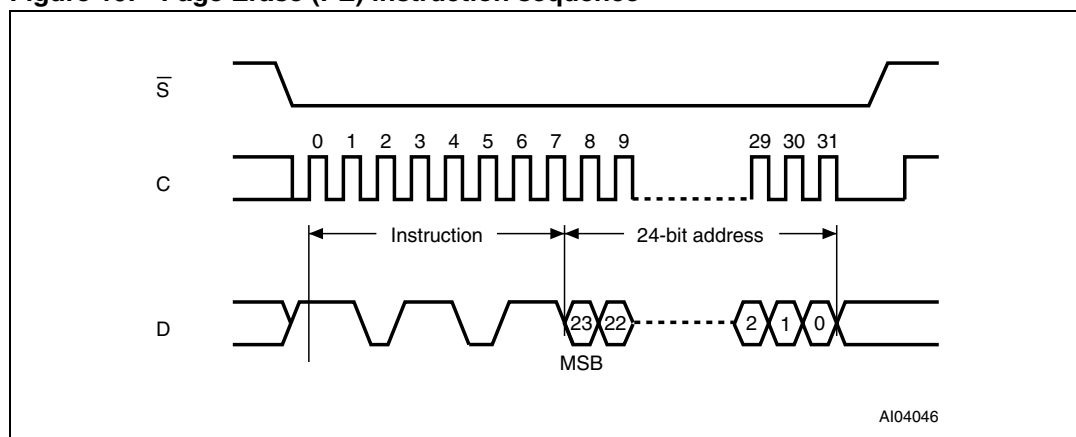 Figure 16. Page Erase (PE) instruction sequence
S
0 1 2 3 4 5 6 7 8 9 29 30 31
C
Instruction 24-bit address
D 23 22 2 1 0
MSB
AI04046